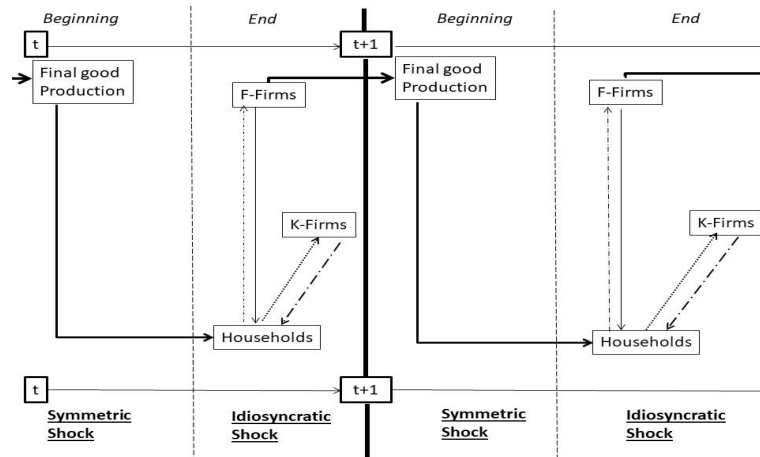 Beginning
End
Beginning
End
t
t+1
Final good
Production
F-Firms
Final good
Production
F-Firms
K-Firms
K-Firms
Households
Households
t
t+1
Symmetric
Shock
Idiosyncratic
Shock
Symmetric
Shock
Idiosyncratic
Shock